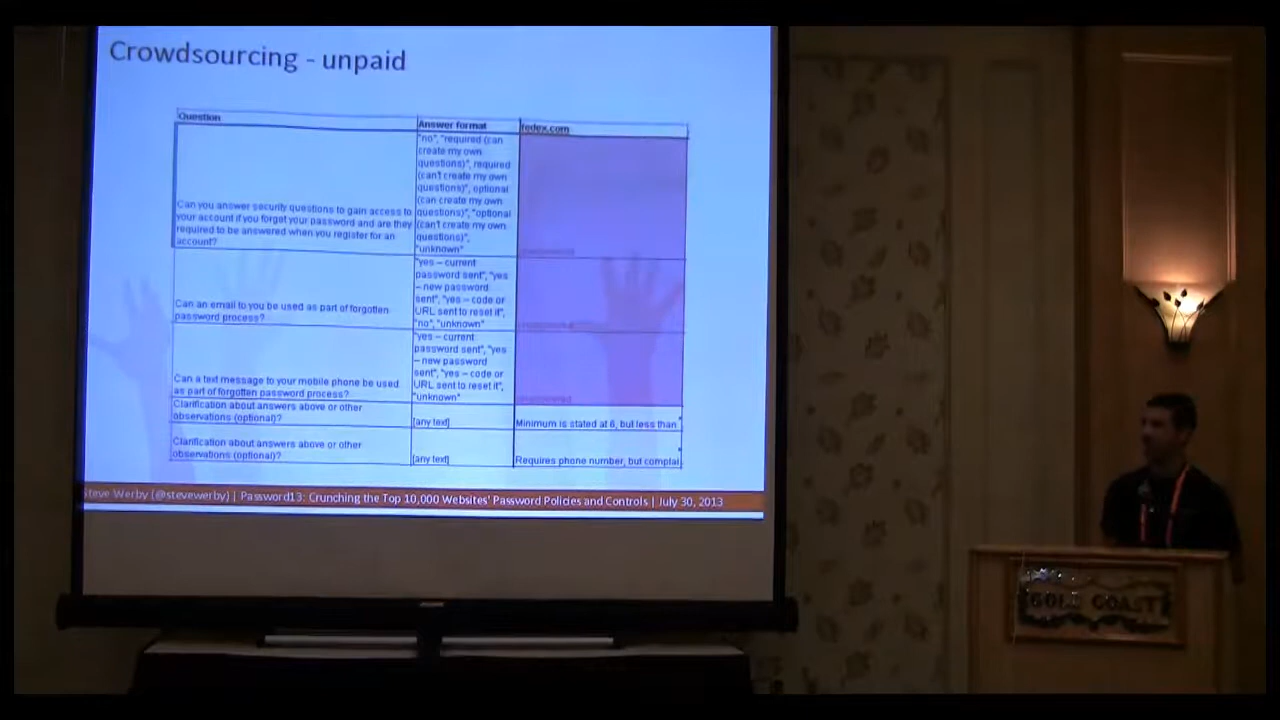 Crowdsourcing - unpaid
Question
Answer format
fedex.com
Can you answer security questions to gain access to
your account if you forget your password and are they
required to be answered when you register for an
account?
"no", "required (can
create my own
questions)", required
(can't create my own
questions)", optional
(can create my own
questions)", "optional
(can't create my own
questions)",
"unknown"
Can an email to you be used as part of forgotten
password process?
"yes – current
password sent", "yes
– new password
sent", "yes – code or
URL sent to reset it",
"no", "unknown"
Can a text message to your mobile phone be used
as part of forgotten password process?
"yes – current
password sent", "yes
– new password
sent", "yes – code or
URL sent to reset it",
"unknown"
Clarification about answers above or other
observations (optional)?
[any text]
Minimum is stated at 6, but less than
Clarification about answers above or other
observations (optional)?
[any text]
Requires phone number, but complai
Steve Werby (@stevewerby) | Password13: Crunching the Top 10,000 Websites' Password Policies and Controls | July 30, 2013
GOLD COAST